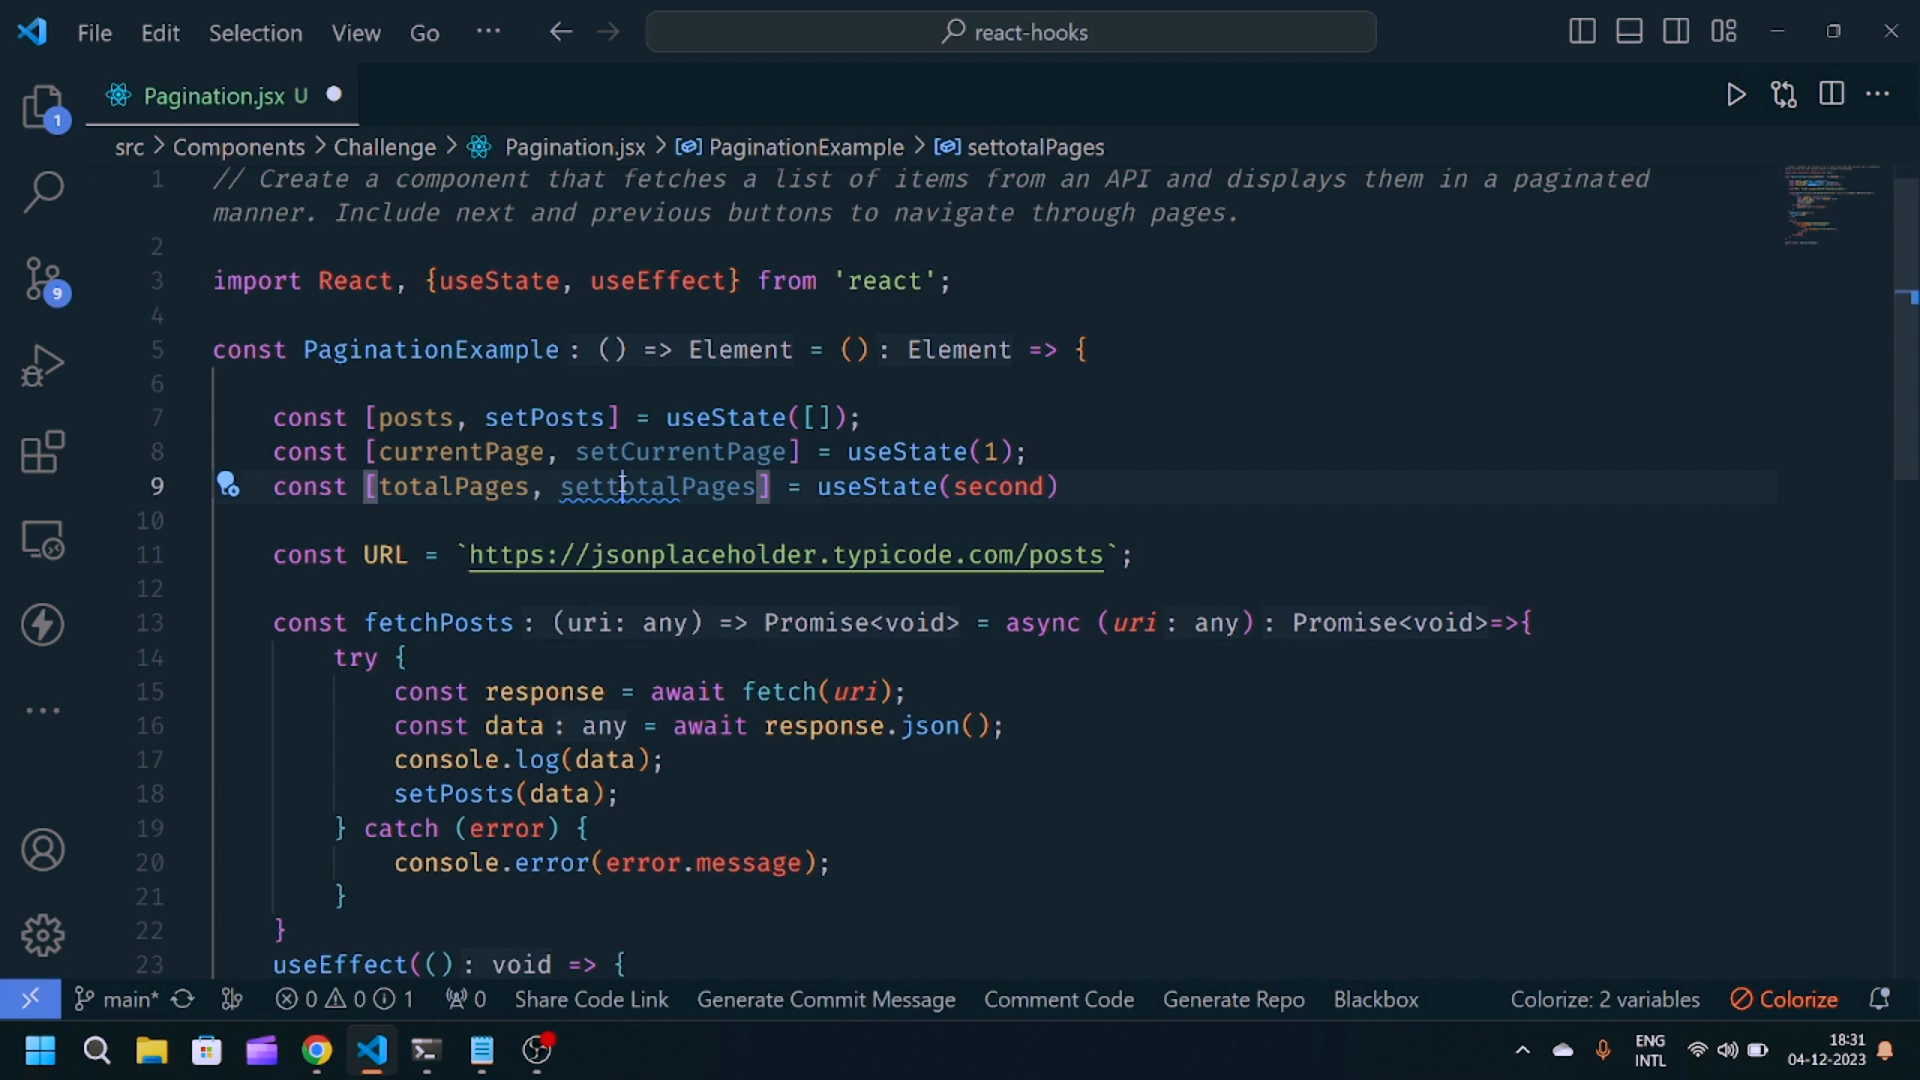 File Edit Selection View Go ··· react-hooks
Pagination.jsx U
src > Components > Challenge > Pagination.jsx > PaginationExample > settotalPages
1 // Create a component that fetches a list of items from an API and displays them in a paginated
manner. Include next and previous buttons to navigate through pages.
2
3 import React, {useState, useEffect} from 'react';
4
5 const PaginationExample: () => Element = (): Element => {
6
7 const [posts, setPosts] = useState([]);
8 const [currentPage, setCurrentPage] = useState(1);
9 const [totalPages, settotalPages] = useState(second)
10
11 const URL = `https://jsonplaceholder.typicode.com/posts`;
12
13 const fetchPosts: (uri: any) => Promise<void> = async (uri: any): Promise<void>=>{
14 try {
15 const response = await fetch(uri);
16 const data: any = await response.json();
17 console.log(data);
18 setPosts(data);
19 } catch (error) {
20 console.error(error.message);
21 }
22 }
23 useEffect((): void => {
1
9
main* 0 0 1 0 Share Code Link Generate Commit Message Comment Code Generate Repo Blackbox Colorize: 2 variables Colorize
ENG
INTL
18:31
04-12-2023